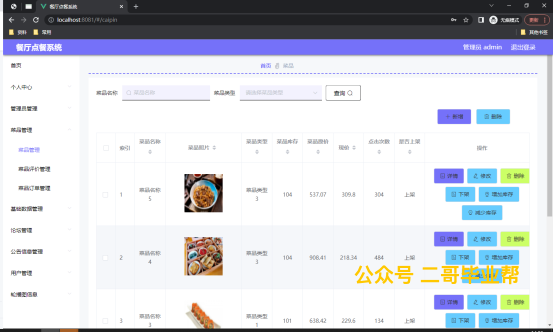 餐厅点餐系统
localhost:8081/#/caipin
无痕模式
更新
资料 常用 其他书签
餐厅点餐系统 管理员 admin 退出登录
首页
个人中心
管理员管理
菜品管理
菜品管理
菜品评价管理
菜品订单管理
基础数据管理
论坛管理
公告信息管理
用户管理
轮播图信息
首页 菜品
菜品名称 菜品名称 菜品类型 请选择菜品类型 查询
+ 新增 删除
索引 菜品名称 菜品照片 菜品类型 菜品库存 菜品原价 现价 点击次数 是否上架 操作
1 菜品名称5 菜品类型3 104 537.07 309.8 304 上架
详情 修改 删除
下架 增加库存
减少库存
2 菜品名称4 菜品类型3 104 908.41 218.34 484 上架
详情 修改 删除
下架 增加库存
3 菜品名称3 菜品类型1 101 638.42 229.6 134 上架
详情 修改 删除
下架 增加库存
公众号 二哥毕业帮